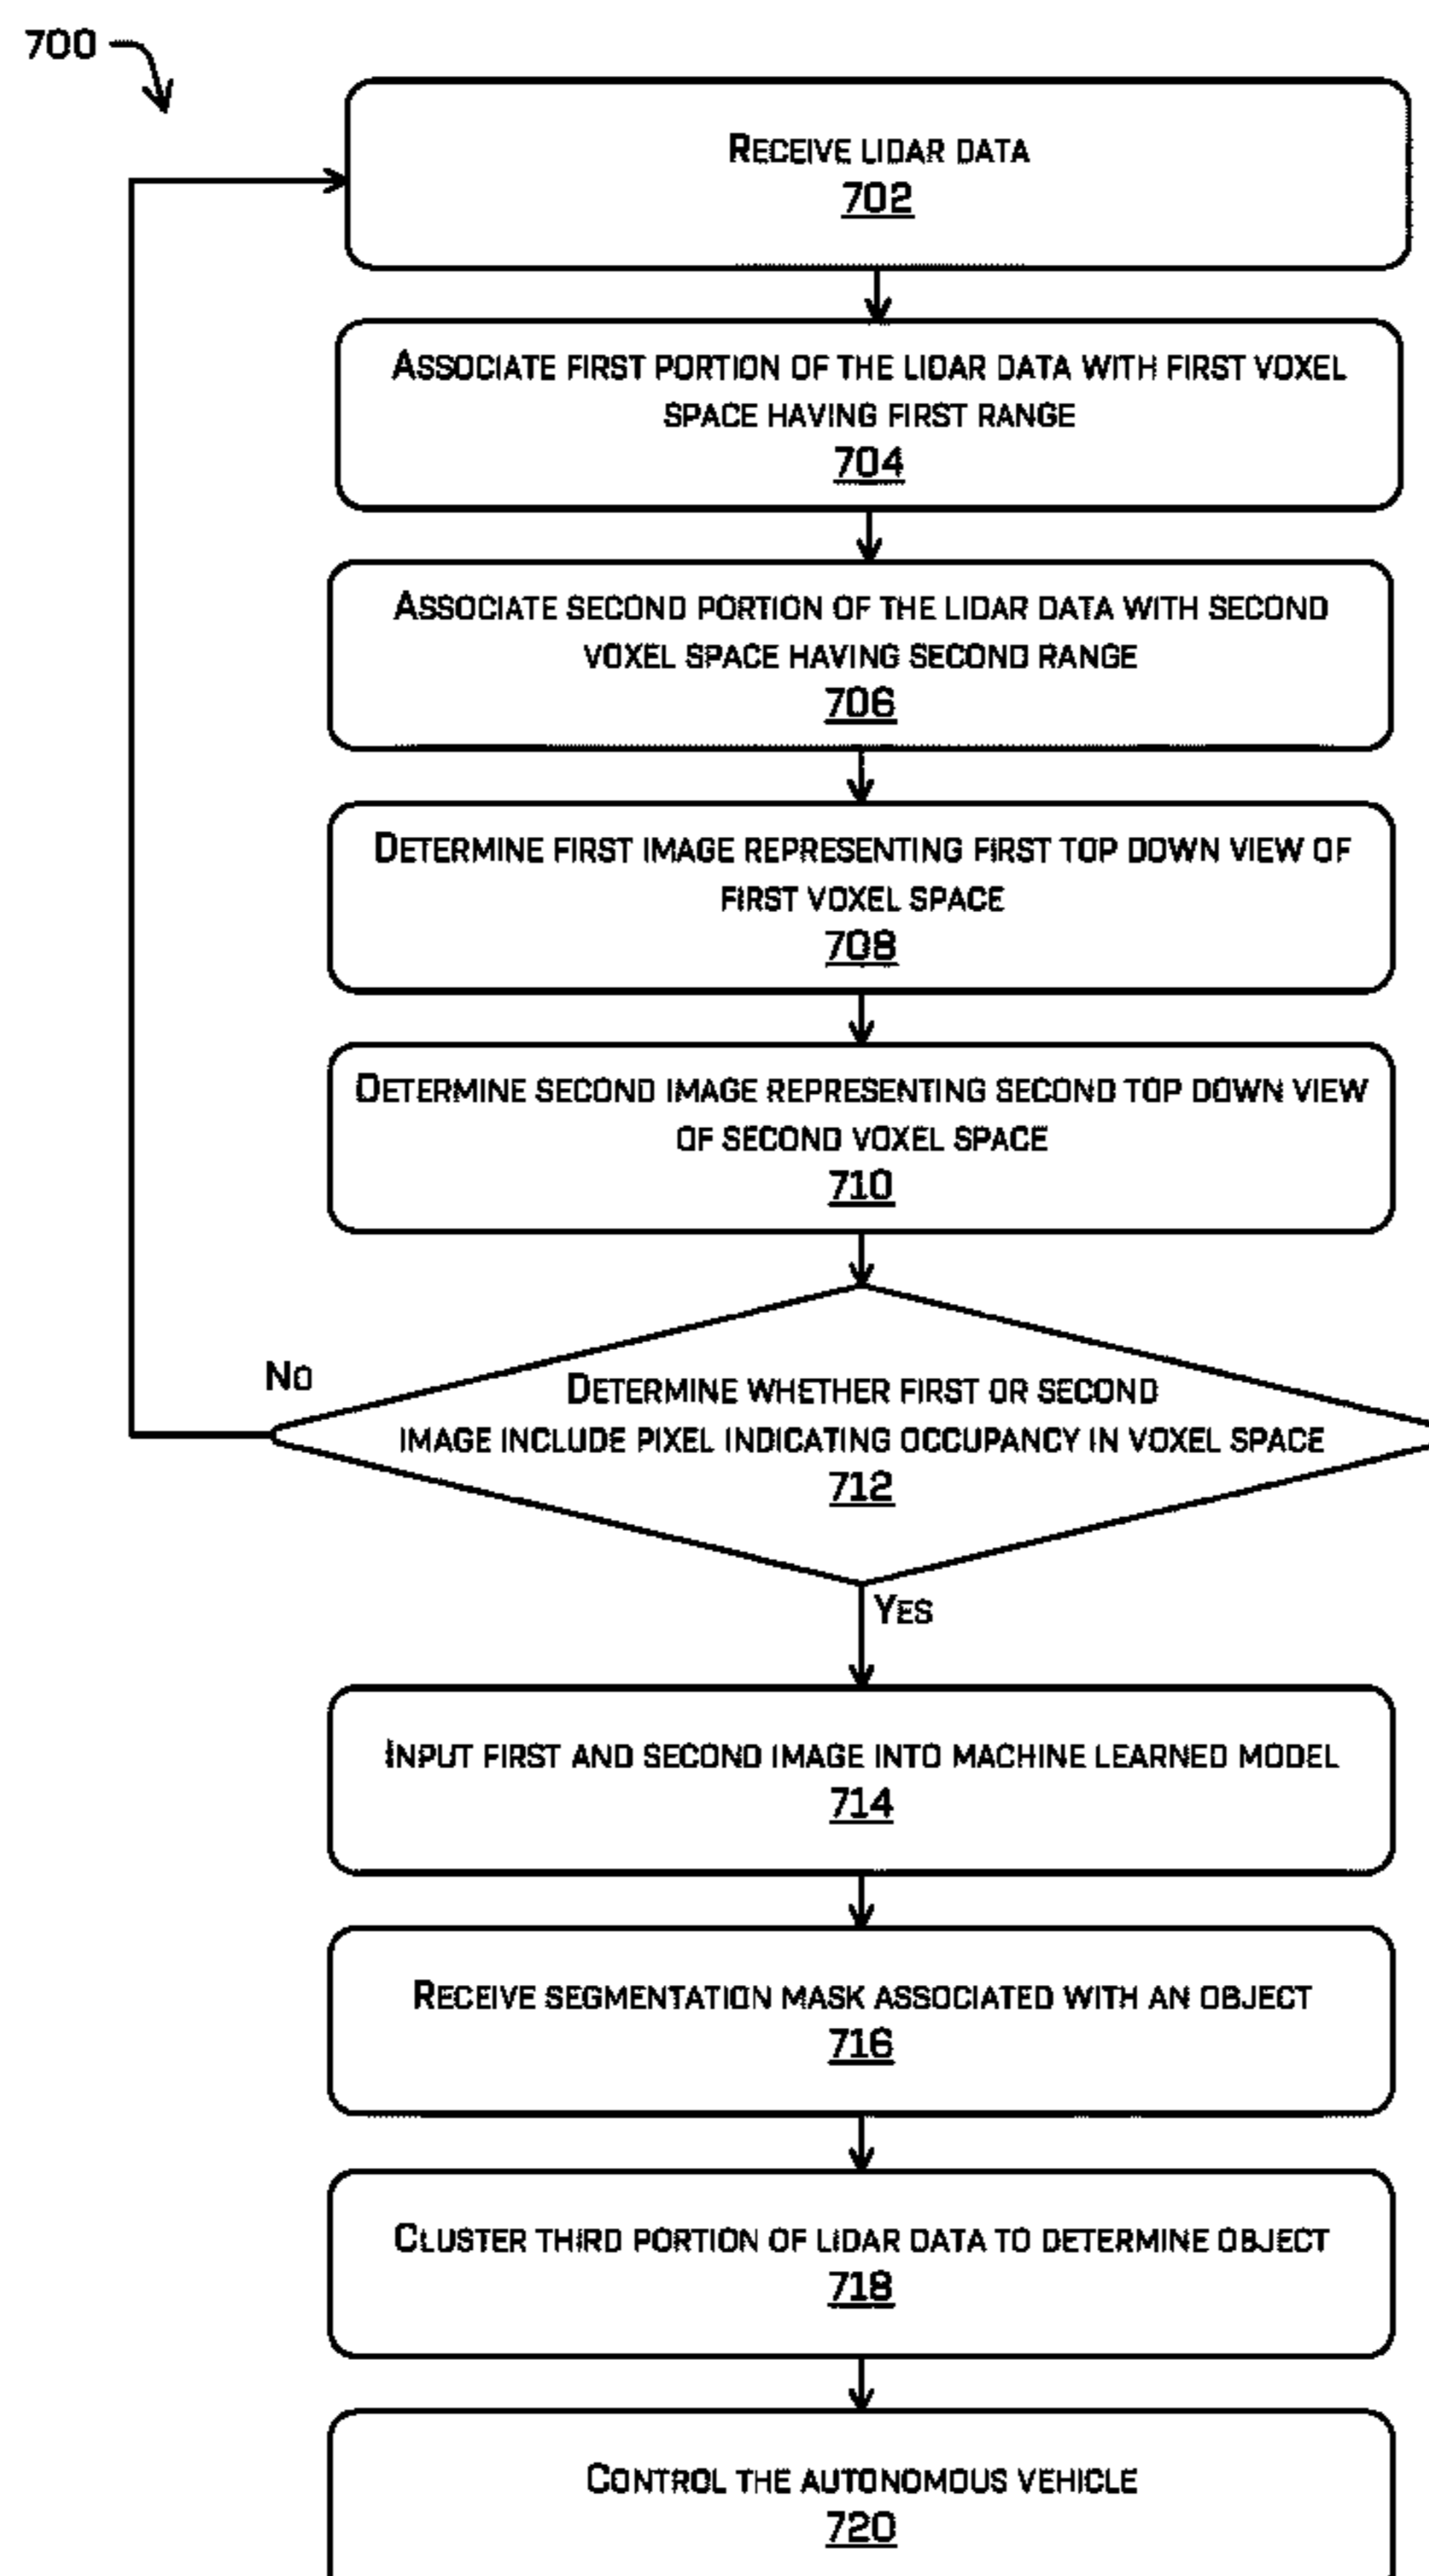 700
RECEIVE LIDAR DATA
702
ASSOCIATE FIRST PORTION OF THE LIDAR DATA WITH FIRST VOXEL
SPACE HAVING FIRST RANGE
704
ASSOCIATE SECOND PORTION OF THE LIDAR DATA WITH SECOND
VOXEL SPACE HAVING SECOND RANGE
706
DETERMINE FIRST IMAGE REPRESENTING FIRST TOP DOWN VIEW OF
FIRST VOXEL SPACE
708
DETERMINE SECOND IMAGE REPRESENTING SECOND TOP DOWN VIEW
OF SECOND VOXEL SPACE
710
NO
DETERMINE WHETHER FIRST OR SECOND
IMAGE INCLUDE PIXEL INDICATING OCCUPANCY IN VOXEL SPACE
712
YES
INPUT FIRST AND SECOND IMAGE INTO MACHINE LEARNED MODEL
714
RECEIVE SEGMENTATION MASK ASSOCIATED WITH AN OBJECT
716
CLUSTER THIRD PORTION OF LIDAR DATA TO DETERMINE OBJECT
718
CONTROL THE AUTONOMOUS VEHICLE
720